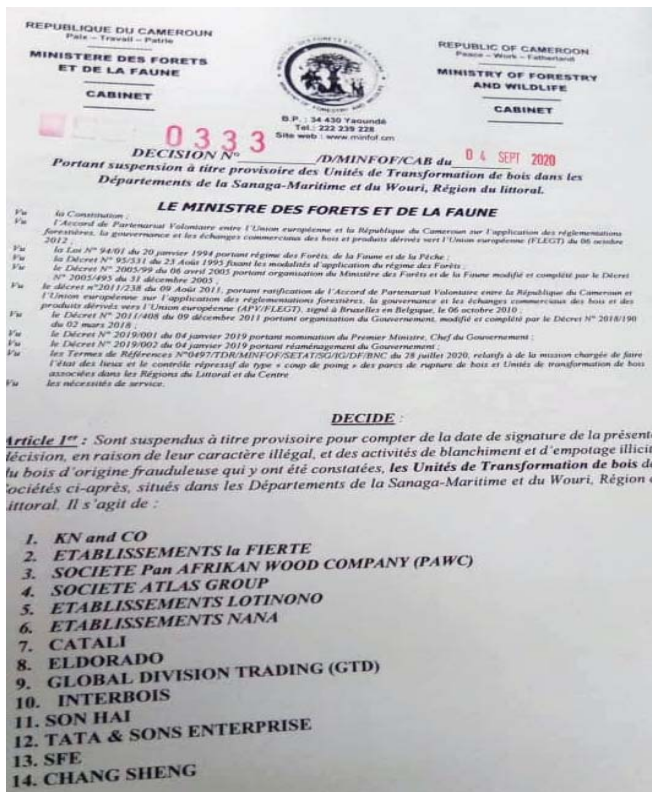 REPUBLIQUE DU CAMEROUN
Paix – Travail – Patrie
MINISTERE DES FORETS
ET DE LA FAUNE
CABINET
REPUBLIC OF CAMEROON
Peace – Work – Fatherland
MINISTRY OF FORESTRY
AND WILDLIFE
CABINET
B.P. : 34 430 Yaoundé
Tel.: 222 239 228
Site web : www.minfof.cm
DECISION N° 0333 /D/MINFOF/CAB du 04 SEPT 2020
Portant suspension à titre provisoire des Unités de Transformation de bois dans les
Départements de la Sanaga-Maritime et du Wouri, Région du littoral.
LE MINISTRE DES FORETS ET DE LA FAUNE
Vu la Constitution ;
Vu l'Accord de Partenariat Volontaire entre l'Union européenne et la République du Cameroun sur l'application des réglementations
forestières, la gouvernance et les échanges commerciaux des bois et produits dérivés vers l'Union européenne (FLEGT) du 06 octobre
2012 ;
Vu la Loi N° 94/01 du 20 janvier 1994 portant régime des Forêts, de la Faune et de la Pêche ;
Vu le Décret N° 95/531 du 23 Août 1995 fixant les modalités d'application du régime des Forêts ;
Vu le Décret N° 2005/99 du 06 avril 2005 portant organisation du Ministère des Forêts et de la Faune modifié et complété par le Décret
N° 2005/495 du 31 décembre 2005 ;
Vu le décret n°2011/238 du 09 Août 2011, portant ratification de l'Accord de Partenariat Volontaire entre la République du Cameroun et
l'Union européenne sur l'application des réglementations forestières, la gouvernance et les échanges commerciaux des bois et des
produits dérivés vers l'Union européenne (APV/FLEGT), signé à Bruxelles en Belgique, le 06 octobre 2010 ;
Vu le Décret N° 2011/408 du 09 décembre 2011 portant organisation du Gouvernement, modifié et complété par le Décret N° 2018/190
du 02 mars 2018 ;
Vu le Décret N° 2019/001 du 04 janvier 2019 portant nomination du Premier Ministre, Chef du Gouvernement ;
Vu le Décret N° 2019/002 du 04 janvier 2019 portant réaménagement du Gouvernement ;
Vu les Termes de Références N°0497/TDR/MINFOF/SETAT/SG/IG/DF/BNC du 28 juillet 2020, relatifs à de la mission chargée de faire
l'état des lieux et le contrôle répressif de type « coup de poing » des parcs de rupture de bois et Unités de transformation de bois
associées dans les Régions du Littoral et du Centre
Vu les nécessités de service.
DECIDE :
Article 1er : Sont suspendus à titre provisoire pour compter de la date de signature de la présent
décision, en raison de leur caractère illégal, et des activités de blanchiment et d'empotage illicit
du bois d'origine frauduleuse qui y ont été constatées, les Unités de Transformation de bois d
Sociétés ci-après, situés dans les Départements de la Sanaga-Maritime et du Wouri, Région
Littoral. Il s'agit de :
1. KN and CO
2. ETABLISSEMENTS la FIERTE
3. SOCIETE Pan AFRIKAN WOOD COMPANY (PAWC)
4. SOCIETE ATLAS GROUP
5. ETABLISSEMENTS LOTINONO
6. ETABLISSEMENTS NANA
7. CATALI
8. ELDORADO
9. GLOBAL DIVISION TRADING (GTD)
10. INTERBOIS
11. SON HAI
12. TATA & SONS ENTERPRISE
13. SFE
14. CHANG SHENG